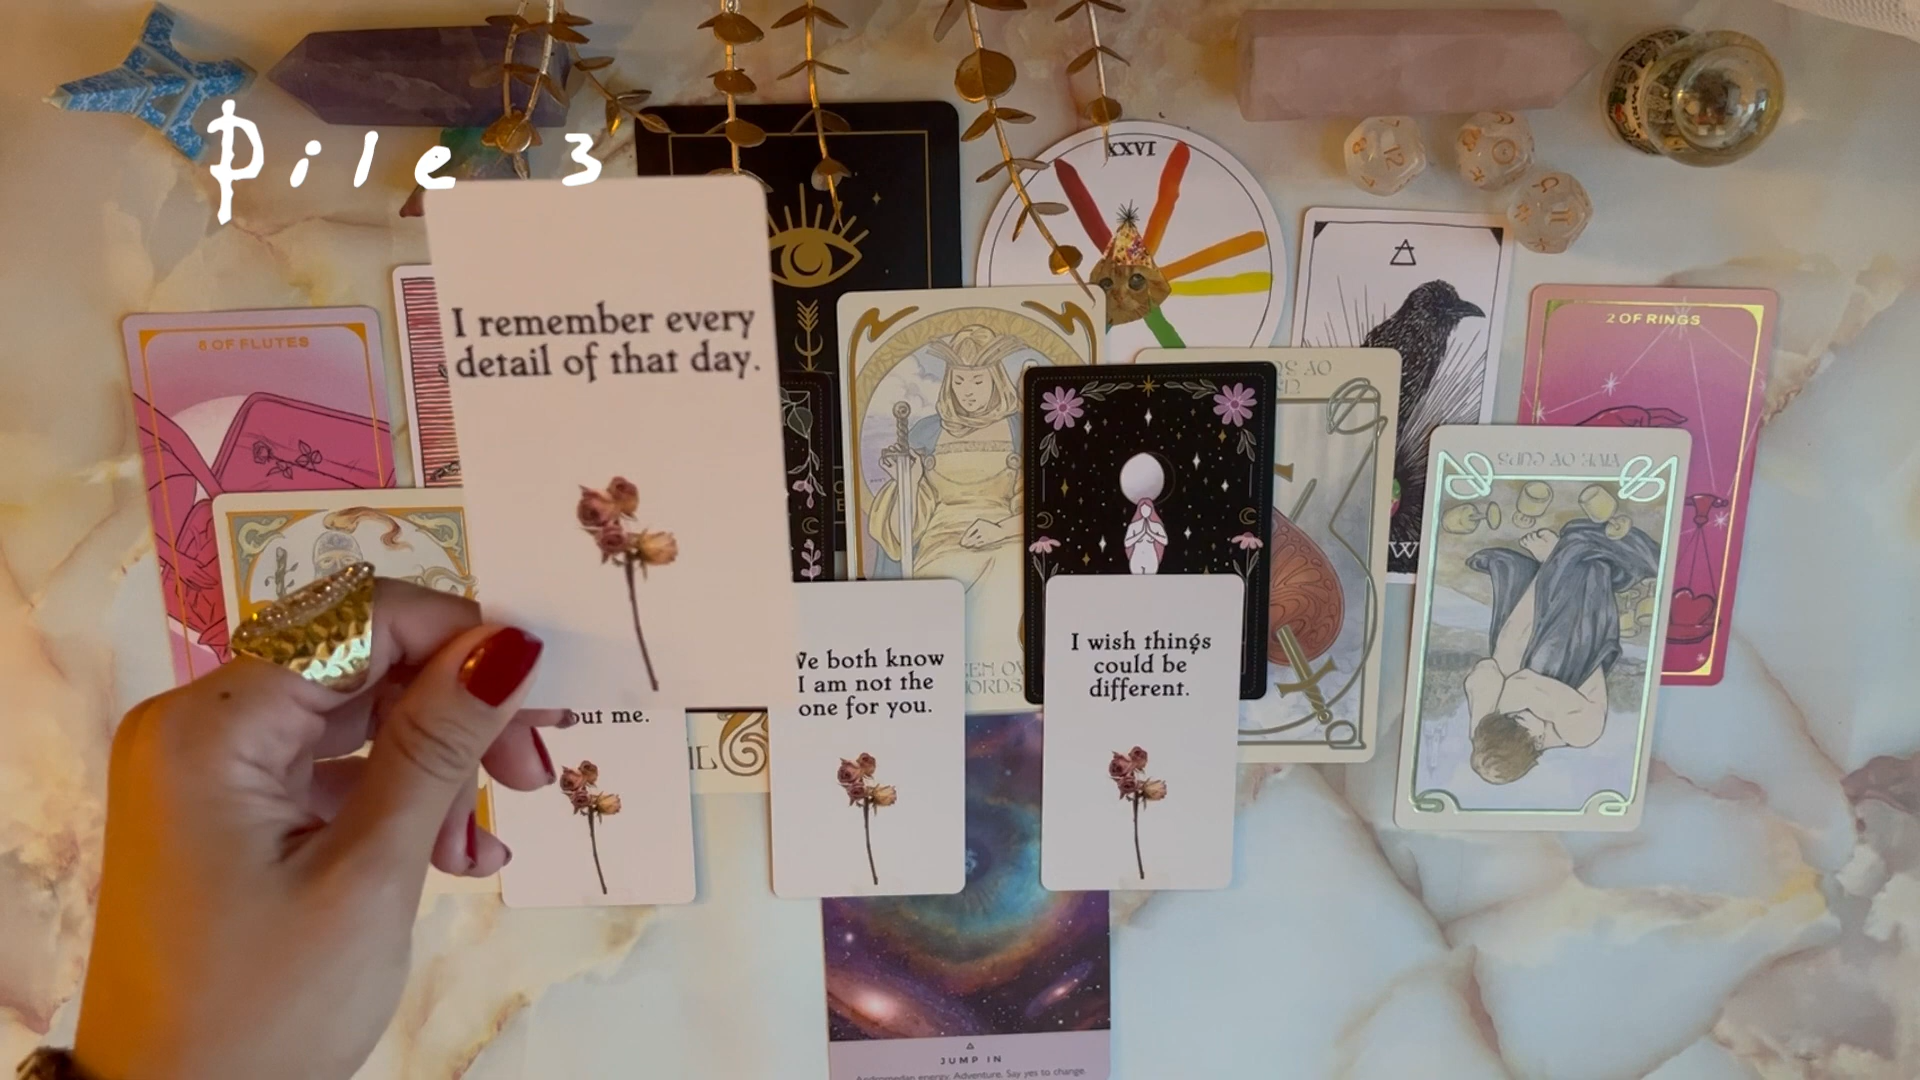 Pile 3
XXVI
2 OF RINGS
OF FLUTES
I remember every
detail of that day.
FIVE OF CUPS
We both know
I am not the
one for you.
I wish things
could be
different.
out me.
JUMP IN
Andromedan energy. Adventure. Say yes to change.